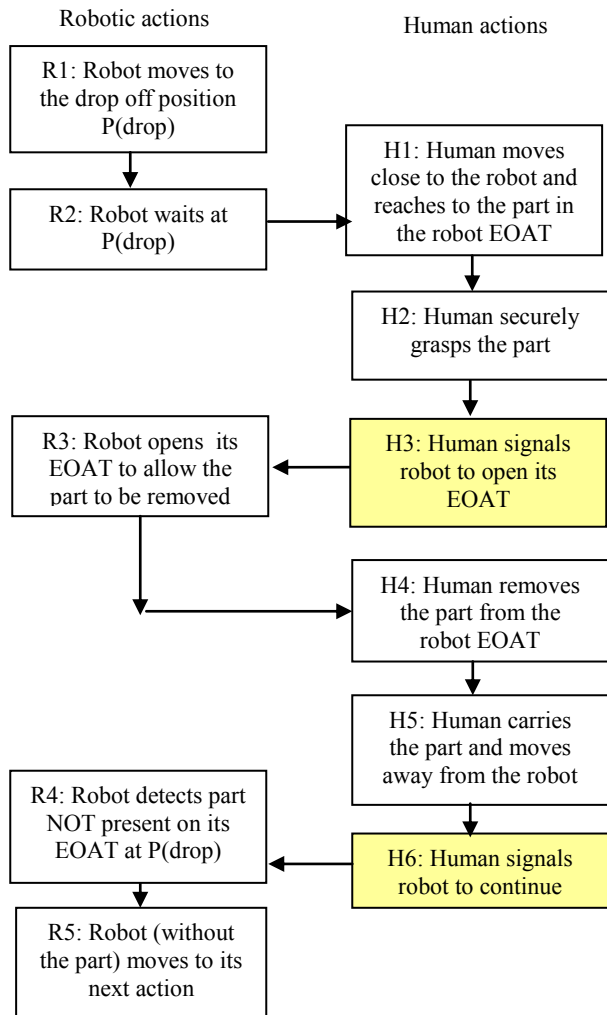 Robotic actions
Human actions
R1: Robot moves to
the drop off position
P(drop)
R2: Robot waits at
P(drop)
H1: Human moves
close to the robot and
reaches to the part in
the robot EOAT
H2: Human securely
grasps the part
H3: Human signals
robot to open its
EOAT
R3: Robot opens its
EOAT to allow the
part to be removed
H4: Human removes
the part from the
robot EOAT
H5: Human carries
the part and moves
away from the robot
H6: Human signals
robot to continue
R4: Robot detects part
NOT present on its
EOAT at P(drop)
R5: Robot (without
the part) moves to its
next action